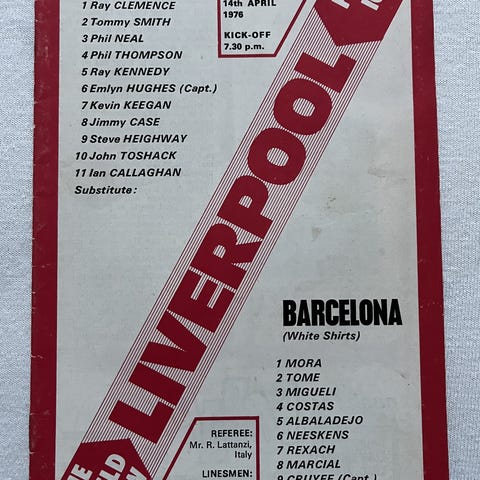 1 Ray CLEMENCE
2 Tommy SMITH
3 Phil NEAL
4 Phil THOMPSON
5 Ray KENNEDY
6 Emlyn HUGHES (Capt.)
7 Kevin KEEGAN
8 Jimmy CASE
9 Steve HEIGHWAY
10 John TOSHACK
11 Ian CALLAGHAN
Substitute:
14th APRIL
1976
KICK-OFF
7.30 p.m.
LIVERPOOL
BARCELONA
(White Shirts)
1 MORA
2 TOME
3 MIGUELI
4 COSTAS
5 ALBALADEJO
6 NEESKENS
7 REXACH
8 MARCIAL
9 CRUYFF (Capt.)
REFEREE:
Mr. R. Lattanzi,
Italy
LINESMEN: